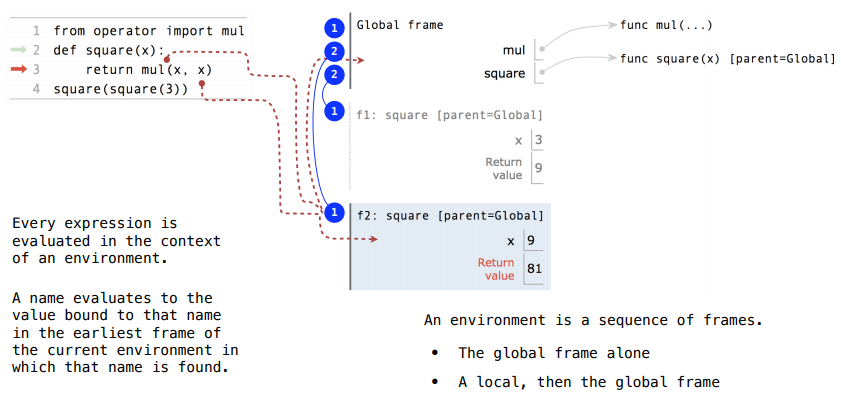 1 from operator import mul
2 def square(x):
3     return mul(x, x)
4 square(square(3))
1 Global frame
2
2
mul
square
func mul(...)
func square(x) [parent=Global]
1 f1: square [parent=Global]
x 3
Return
value 9
1 f2: square [parent=Global]
x 9
Return
value 81
Every expression is
evaluated in the context
of an environment.
A name evaluates to the
value bound to that name
in the earliest frame of
the current environment in
which that name is found.
An environment is a sequence of frames.
• The global frame alone
• A local, then the global frame